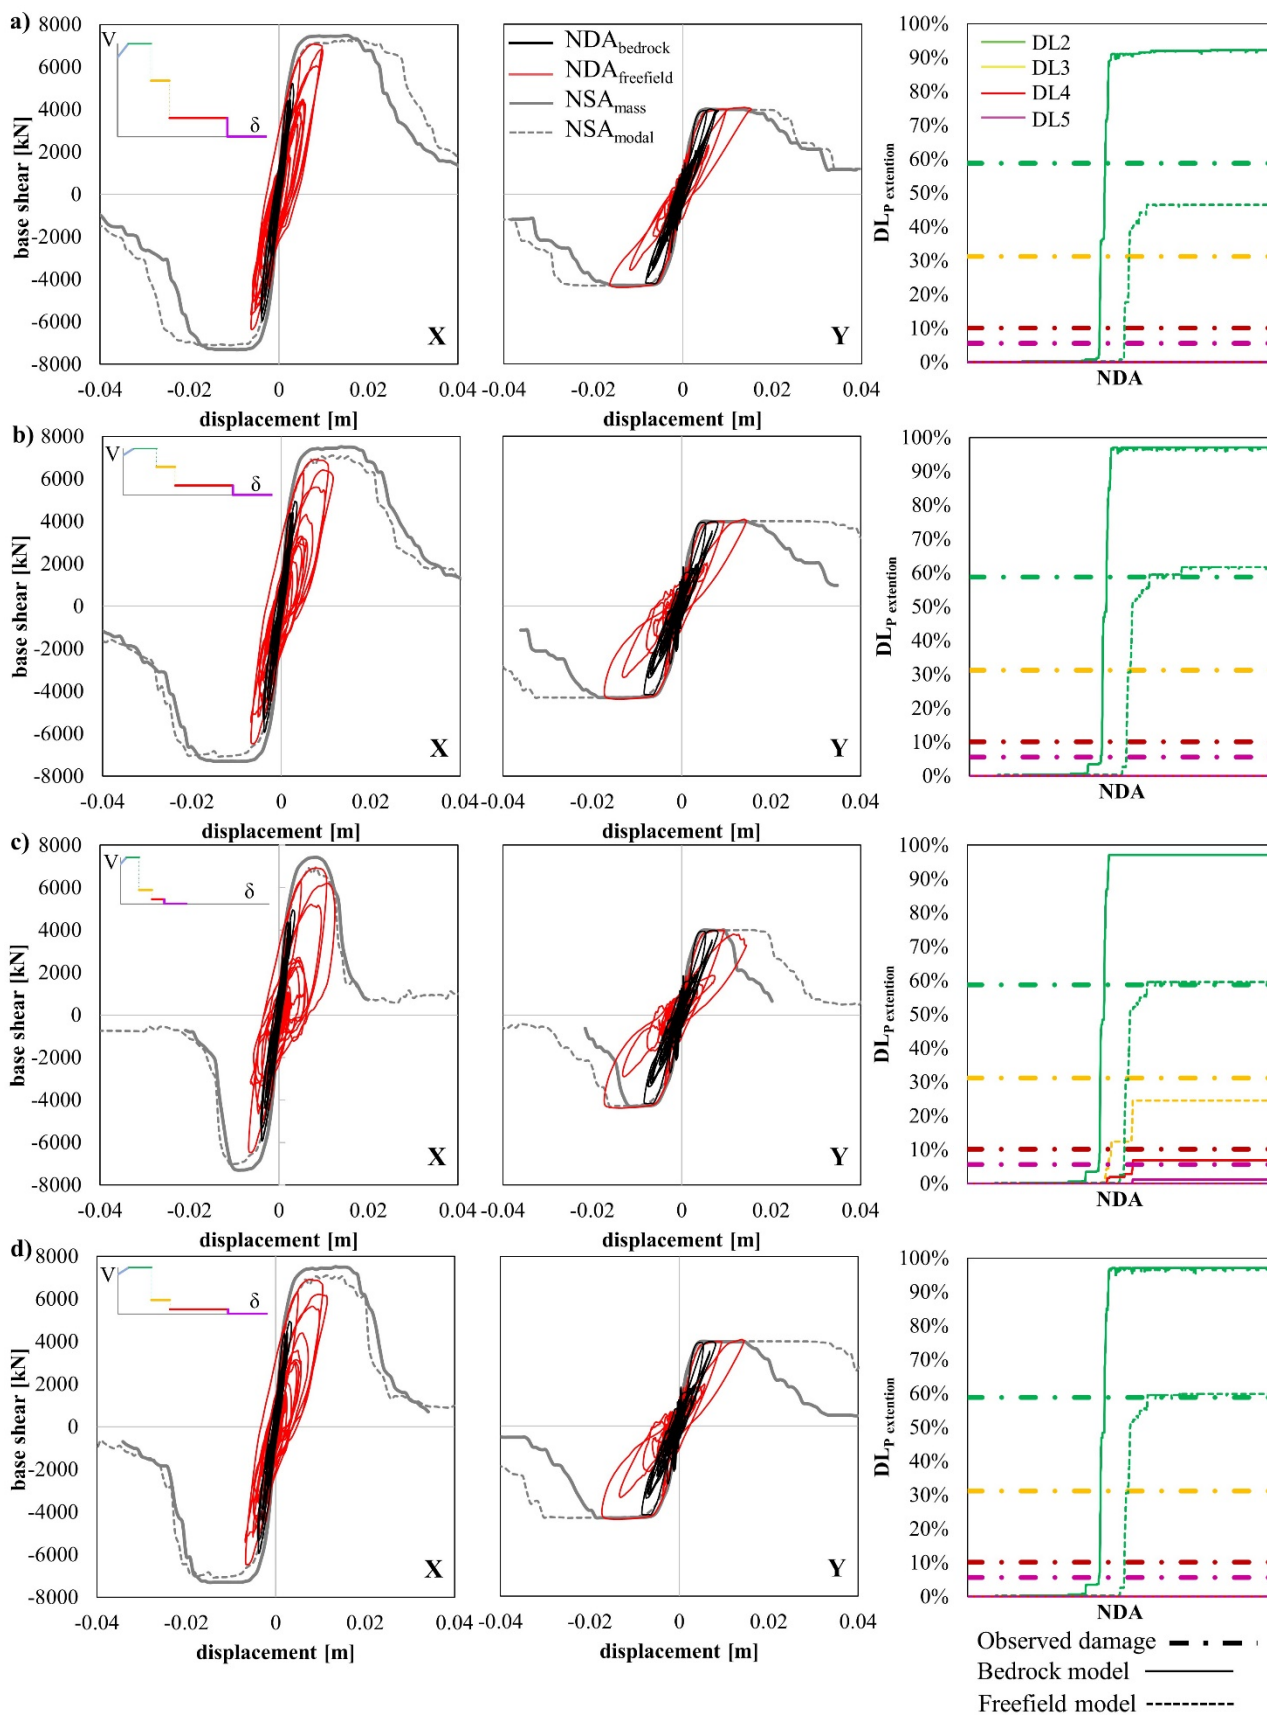 a)
8000
6000
4000
2000
0
-2000
-4000
-6000
-8000
base shear [kN]
V
δ
X
-0.04 -0.02 0 0.02 0.04
displacement [m]
NDAbedrock
NDAfreefield
NSAmass
NSAmodal
Y
-0.04 -0.02 0 0.02 0.04
displacement [m]
100%
90%
80%
70%
60%
50%
40%
30%
20%
10%
0%
DLP extention
DL2
DL3
DL4
DL5
NDA
b)
8000
6000
4000
2000
0
-2000
-4000
-6000
-8000
base shear [kN]
V
δ
X
-0.04 -0.02 0 0.02 0.04
displacement [m]
Y
-0.04 -0.02 0 0.02 0.04
displacement [m]
100%
90%
80%
70%
60%
50%
40%
30%
20%
10%
0%
DLP extention
NDA
c)
8000
6000
4000
2000
0
-2000
-4000
-6000
-8000
base shear [kN]
V
δ
X
-0.04 -0.02 0 0.02 0.04
displacement [m]
Y
-0.04 -0.02 0 0.02 0.04
displacement [m]
100%
90%
80%
70%
60%
50%
40%
30%
20%
10%
0%
DLP extention
NDA
d)
8000
6000
4000
2000
0
-2000
-4000
-6000
-8000
base shear [kN]
V
δ
X
-0.04 -0.02 0 0.02 0.04
displacement [m]
Y
-0.04 -0.02 0 0.02 0.04
displacement [m]
100%
90%
80%
70%
60%
50%
40%
30%
20%
10%
0%
DLP extention
NDA
Observed damage
Bedrock model
Freefield model